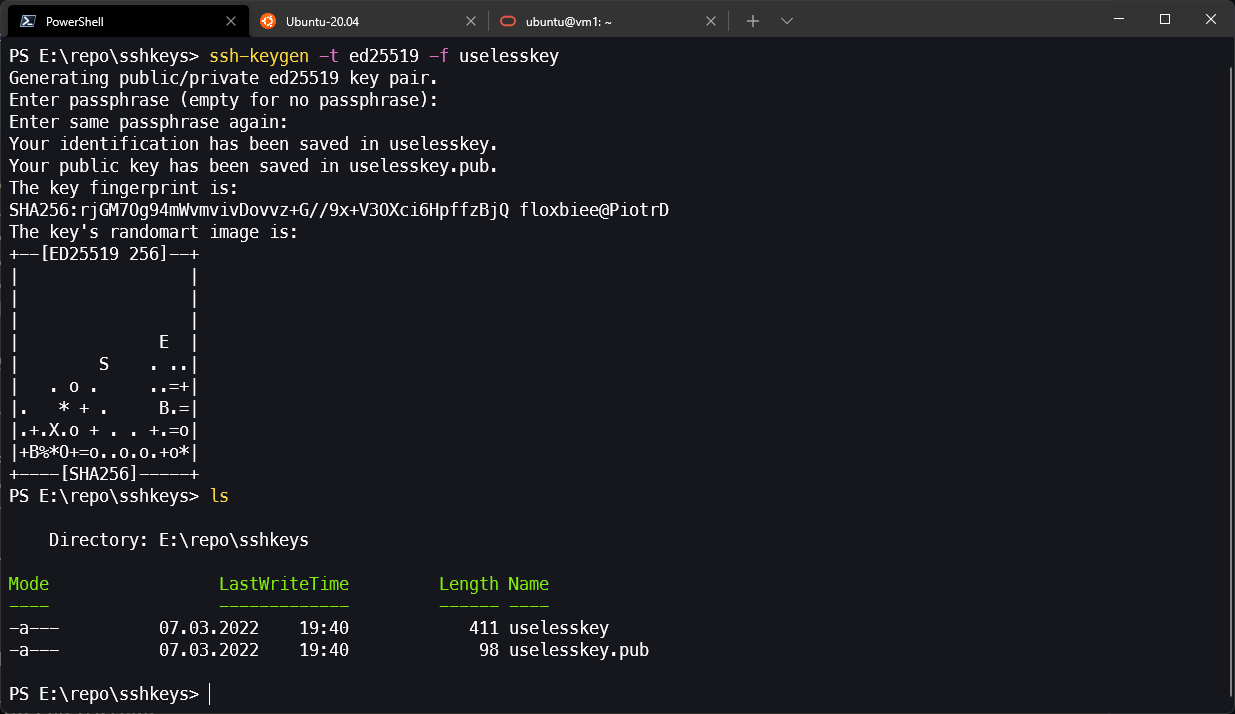 PowerShell
Ubuntu-20.04
ubuntu@vm1: ~
PS E:\repo\sshkeys> ssh-keygen -t ed25519 -f uselesskey
Generating public/private ed25519 key pair.
Enter passphrase (empty for no passphrase):
Enter same passphrase again:
Your identification has been saved in uselesskey.
Your public key has been saved in uselesskey.pub.
The key fingerprint is:
SHA256:rjGM7Og94mWvmvivDovvz+G//9x+V3OXci6HpffzBjQ floxbiee@PiotrD
The key's randomart image is:
+--[ED25519 256]--+
|                 |
|                 |
|                 |
|              E  |
|        S    . ..|
|   . o .     ..=+|
|.   * + .     B.=|
|.+.X.o + . . +.=o|
|+B%*O+=o..o.o.+o*|
+----[SHA256]-----+
PS E:\repo\sshkeys> ls
    Directory: E:\repo\sshkeys
Mode                 LastWriteTime         Length Name
----                 -------------         ------ ----
-a---          07.03.2022    19:40            411 uselesskey
-a---          07.03.2022    19:40             98 uselesskey.pub
PS E:\repo\sshkeys>